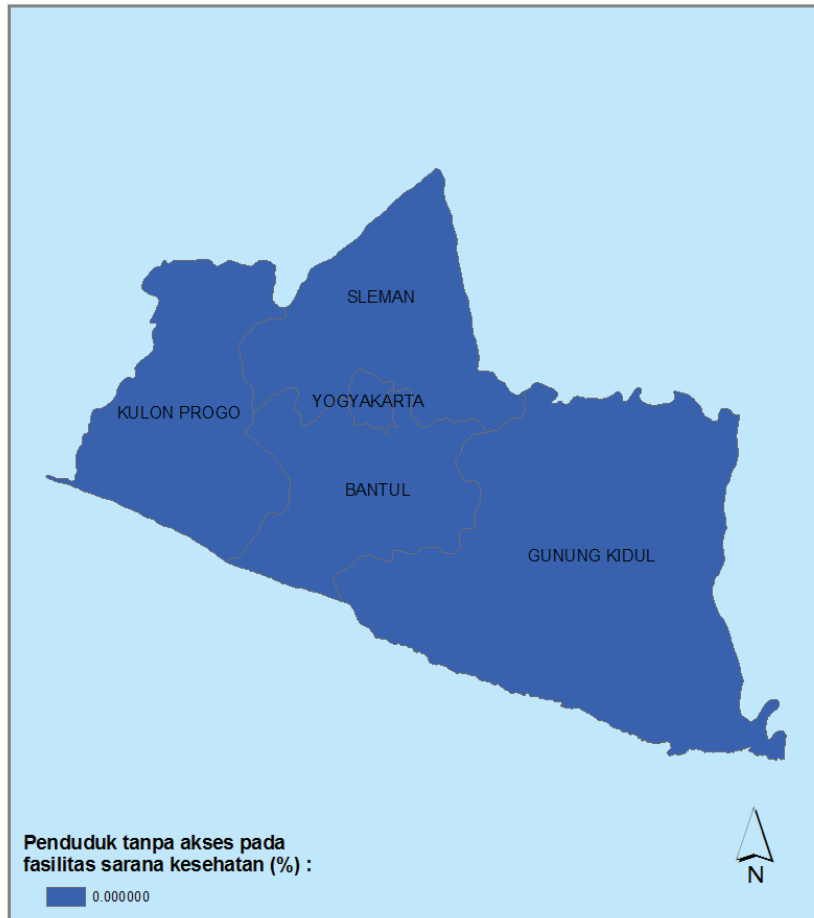 SLEMAN
YOGYAKARTA
KULON PROGO
BANTUL
GUNUNG KIDUL
Penduduk tanpa akses pada
fasilitas sarana kesehatan (%) :
0.000000
N